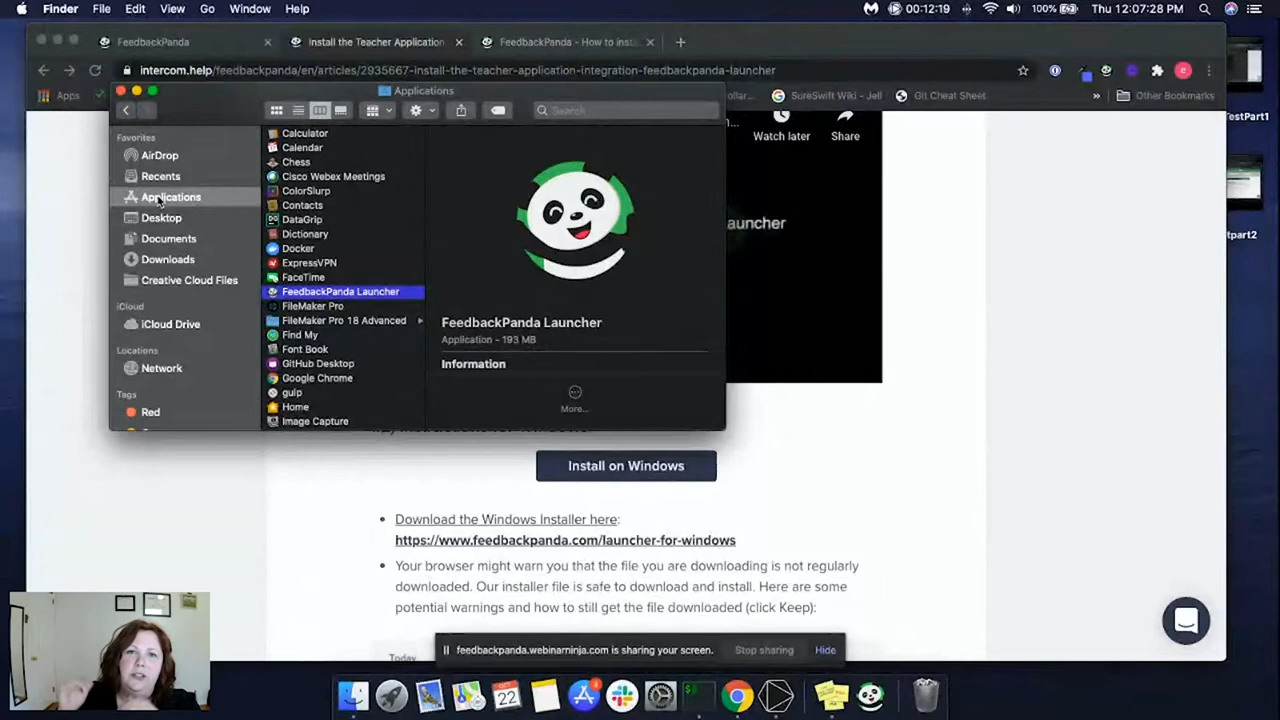 Finder File Edit View Go Window Help 00:12:19 100% Thu 12:07:28 PM
FeedbackPanda Install the Teacher Application FeedbackPanda - How to inst
intercom.help/feedbackpanda/en/articles/2935667-install-the-teacher-application-integration-feedbackpanda-launcher
Apps ollar... SureSwift Wiki - Jell Git Cheat Sheet » Other Bookmarks
Applications
Search
Favorites
AirDrop
Recents
Applications
Desktop
Documents
Downloads
Creative Cloud Files
iCloud
iCloud Drive
Locations
Network
Tags
Red
Calculator
Calendar
Chess
Cisco Webex Meetings
ColorSlurp
Contacts
DataGrip
Dictionary
Docker
ExpressVPN
FaceTime
FeedbackPanda Launcher
FileMaker Pro
FileMaker Pro 18 Advanced
Find My
Font Book
GitHub Desktop
Google Chrome
gulp
Home
Image Capture
FeedbackPanda Launcher
Application - 193 MB
Information
More...
Watch later Share
auncher
TestPart1
tpart2
Install on Windows
• Download the Windows Installer here:
https://www.feedbackpanda.com/launcher-for-windows
• Your browser might warn you that the file you are downloading is not regularly
downloaded. Our installer file is safe to download and install. Here are some
potential warnings and how to still get the file downloaded (click Keep):
Today
feedbackpanda.webinarninja.com is sharing your screen. Stop sharing Hide
OCT
22